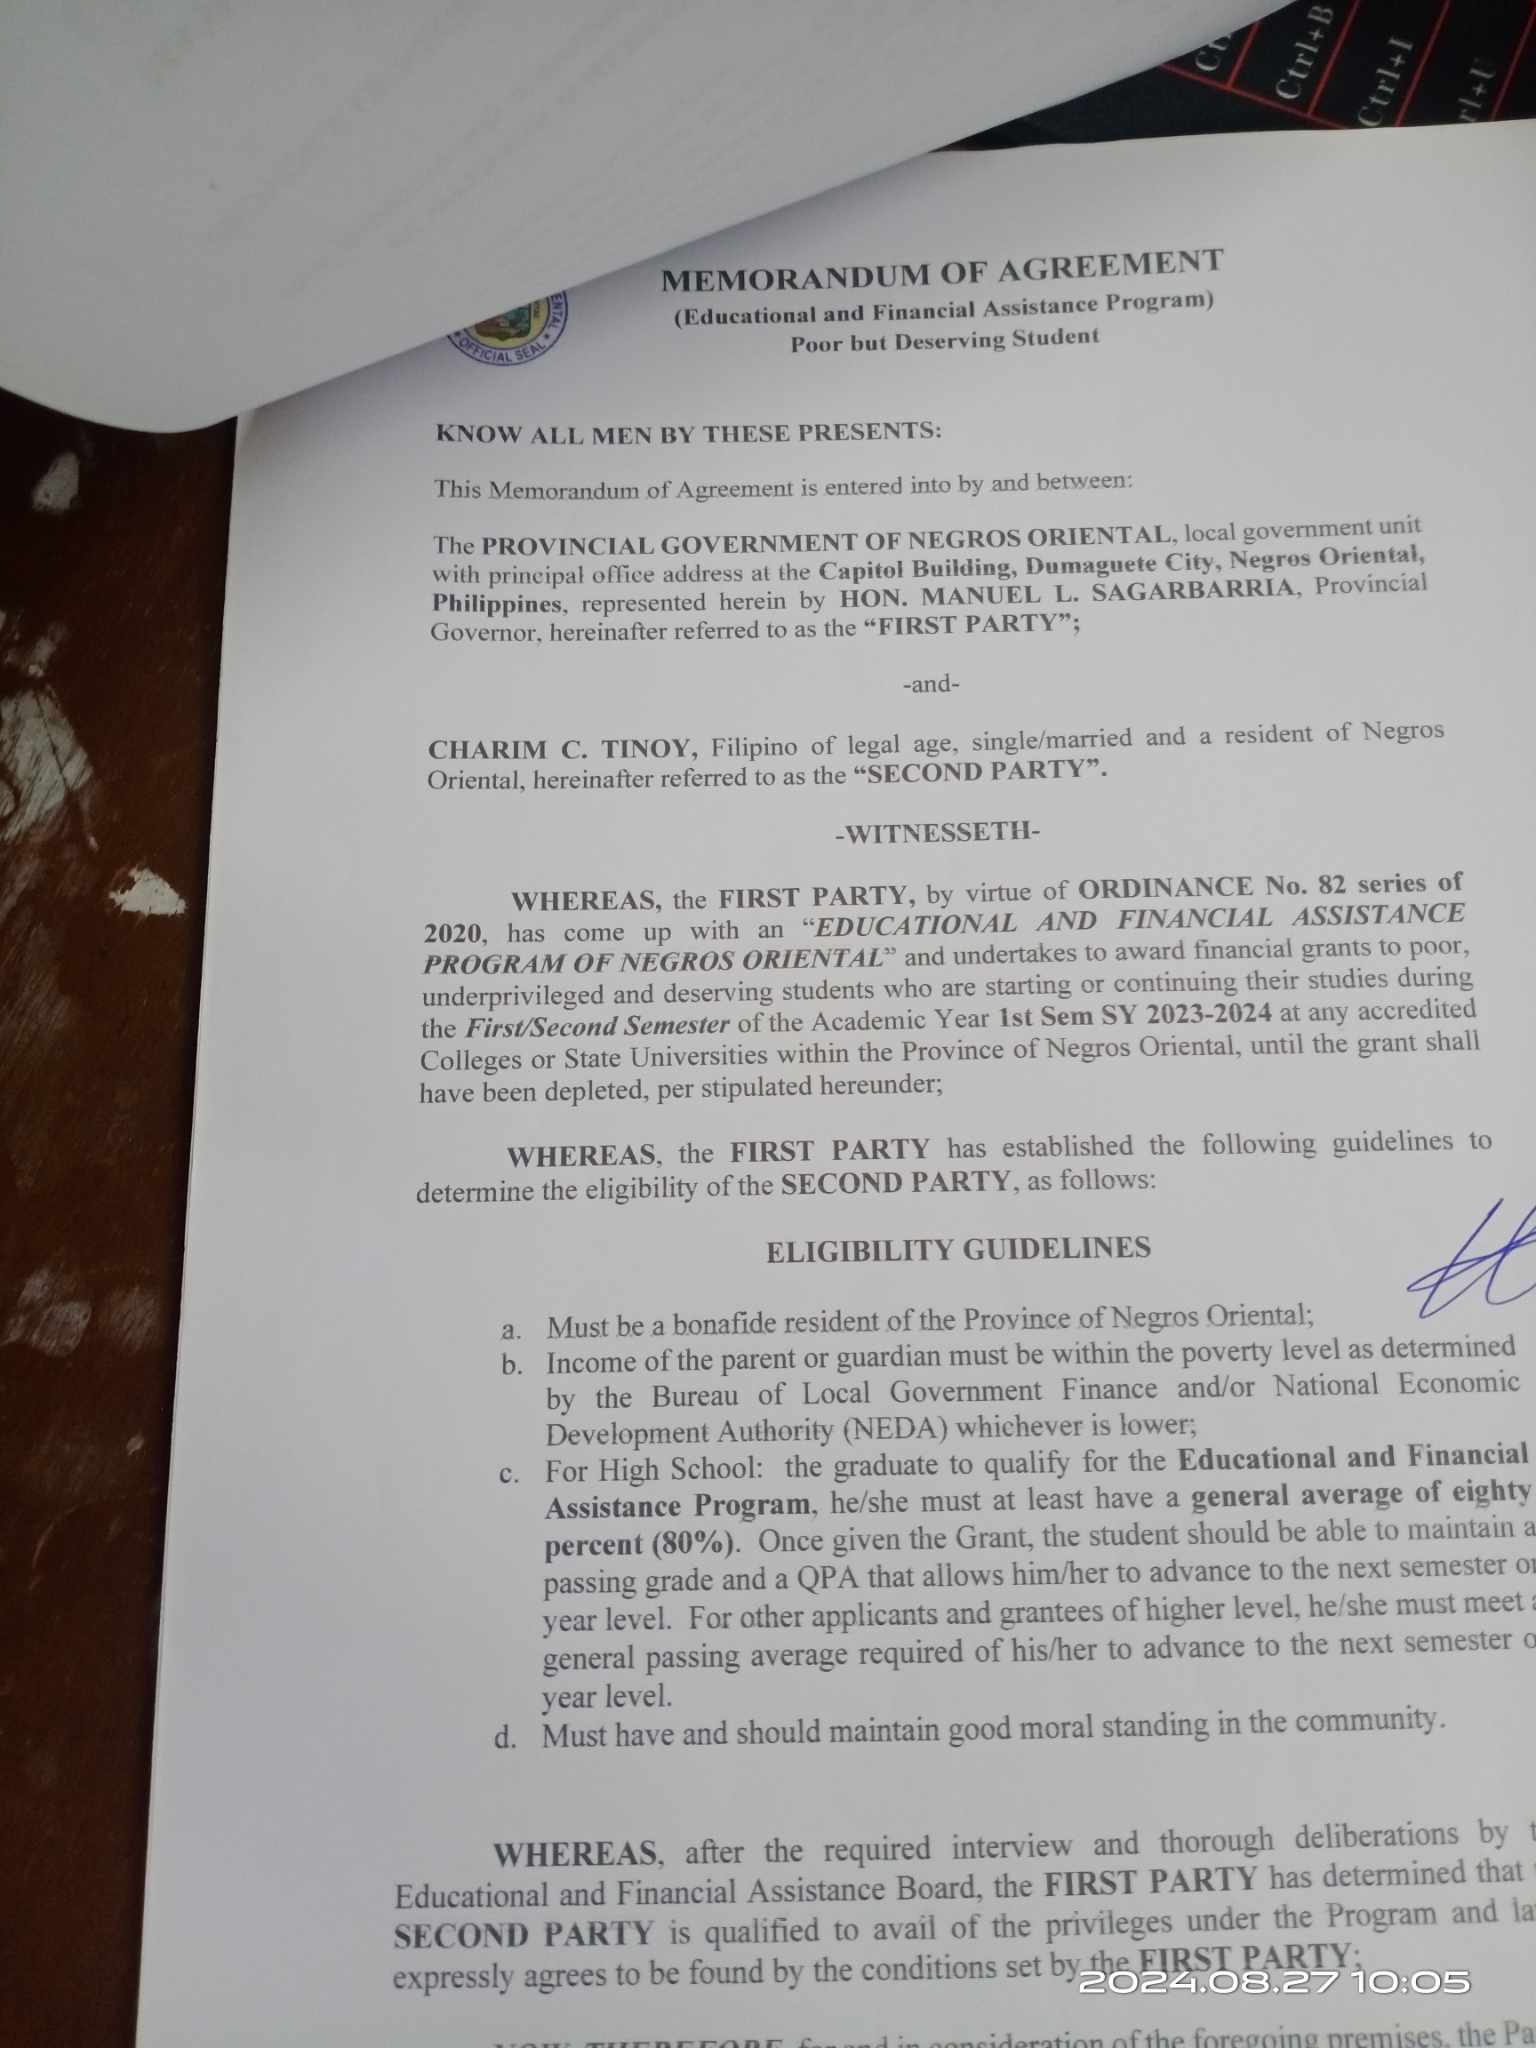 Ctrl+B
Ctrl+I
MEMORANDUM OF AGREEMENT
(Educational and Financial Assistance Program)
Poor but Deserving Student
OFFICIAL SEAL
KNOW ALL MEN BY THESE PRESENTS:
This Memorandum of Agreement is entered into by and between:
The PROVINCIAL GOVERNMENT OF NEGROS ORIENTAL, local government unit
with principal office address at the Capitol Building, Dumaguete City, Negros Oriental,
Philippines, represented herein by HON. MANUEL L. SAGARBARRIA, Provincial
Governor, hereinafter referred to as the “FIRST PARTY”;
-and-
CHARIM C. TINOY, Filipino of legal age, single/married and a resident of Negros
Oriental, hereinafter referred to as the “SECOND PARTY”.
-WITNESSETH-
WHEREAS, the FIRST PARTY, by virtue of ORDINANCE No. 82 series of
2020, has come up with an “EDUCATIONAL AND FINANCIAL ASSISTANCE
PROGRAM OF NEGROS ORIENTAL” and undertakes to award financial grants to poor,
underprivileged and deserving students who are starting or continuing their studies during
the First/Second Semester of the Academic Year 1st Sem SY 2023-2024 at any accredited
Colleges or State Universities within the Province of Negros Oriental, until the grant shall
have been depleted, per stipulated hereunder;
WHEREAS, the FIRST PARTY has established the following guidelines to
determine the eligibility of the SECOND PARTY, as follows:
ELIGIBILITY GUIDELINES
a. Must be a bonafide resident of the Province of Negros Oriental;
b. Income of the parent or guardian must be within the poverty level as determined
by the Bureau of Local Government Finance and/or National Economic
Development Authority (NEDA) whichever is lower;
c. For High School: the graduate to qualify for the Educational and Financial
Assistance Program, he/she must at least have a general average of eighty
percent (80%). Once given the Grant, the student should be able to maintain a
passing grade and a QPA that allows him/her to advance to the next semester or
year level. For other applicants and grantees of higher level, he/she must meet a
general passing average required of his/her to advance to the next semester
year level.
d. Must have and should maintain good moral standing in the community.
WHEREAS, after the required interview and thorough deliberations by
Educational and Financial Assistance Board, the FIRST PARTY has determined that
SECOND PARTY is qualified to avail of the privileges under the Program and
expressly agrees to be found by the conditions set by the FIRST PARTY;
2024.08.27 10:05
NOW, THEREFORE, for and in consideration of the foregoing premises, the